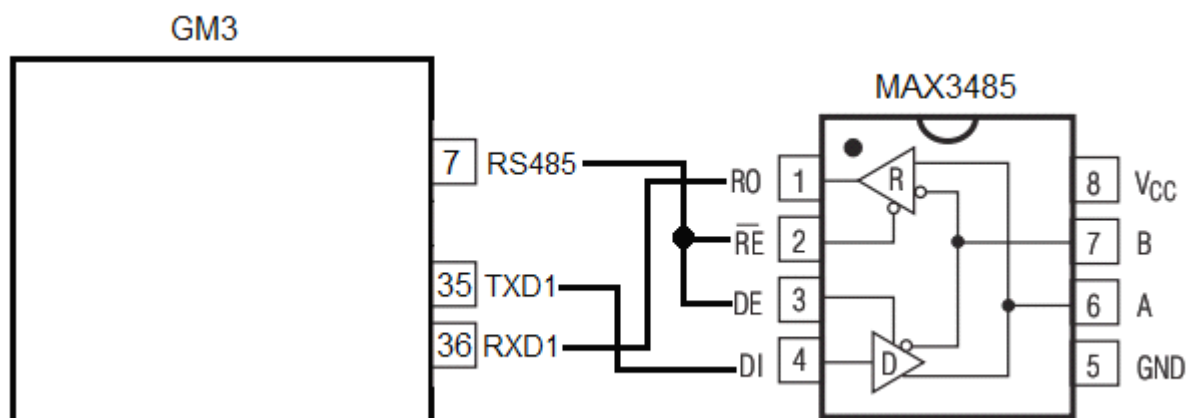 GM3
MAX3485
7 RS485
RO 1
R
8 VCC
RE 2
7 B
35 TXD1
DE 3
6 A
36 RXD1
DI 4
D
5 GND